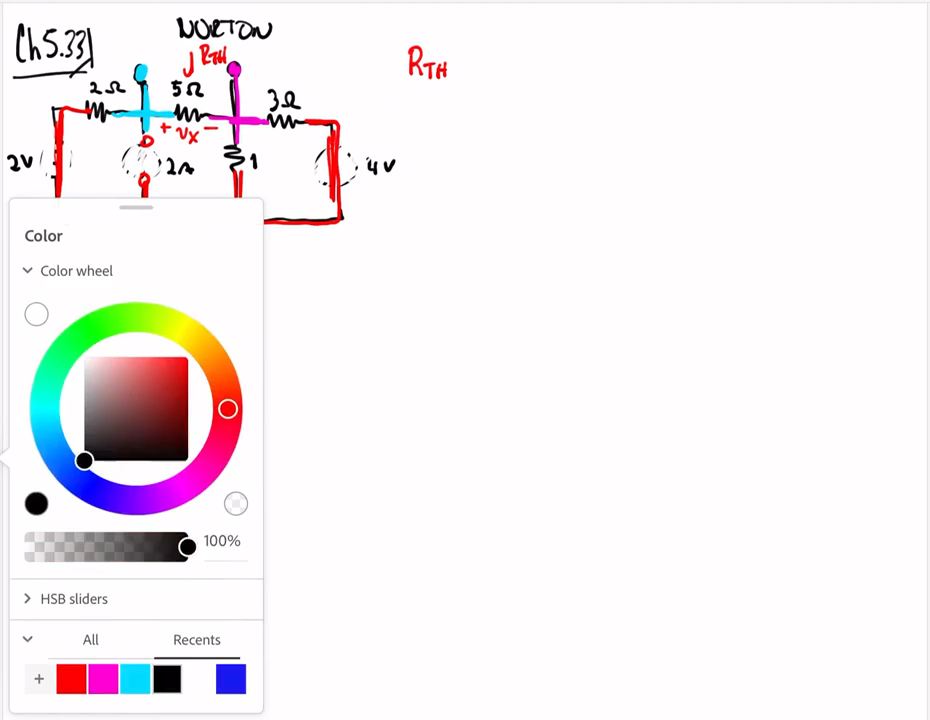 Ch5.33)
NORTON
RTH
RTH
2Ω
5Ω
3Ω
+ Vx −
2V
2A
1
4V
Color
Color wheel
100%
HSB sliders
All
Recents
+